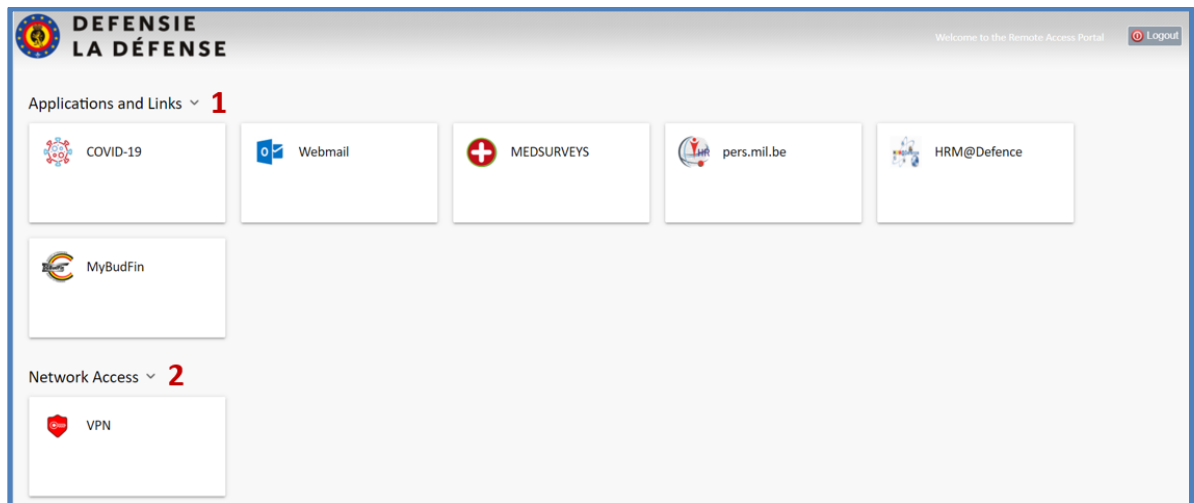 DEFENSIE
LA DÉFENSE
Welcome to the Remote Access Portal
Logout
Applications and Links 1
COVID-19
Webmail
MEDSURVEYS
pers.mil.be
HRM@Defence
MyBudFin
Network Access 2
VPN